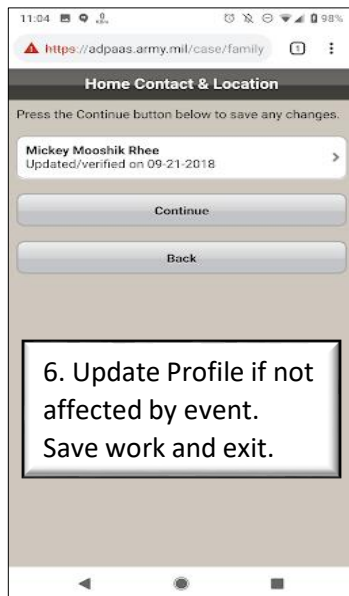 11:04
98%
https://adpaas.army.mil/case/family
1
Home Contact & Location
Press the Continue button below to save any changes.
Mickey Mooshik Rhee
Updated/verified on 09-21-2018
Continue
Back
6. Update Profile if not
affected by event.
Save work and exit.